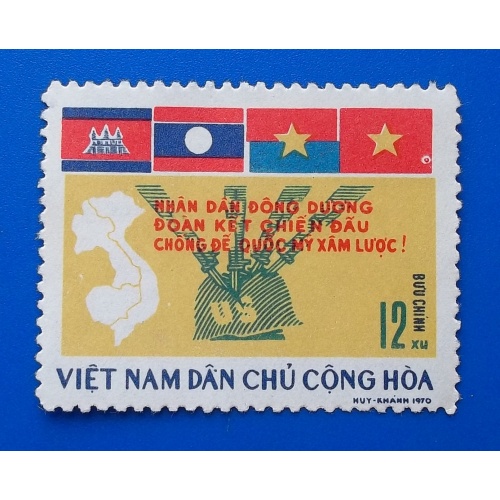 NHÂN DÂN ĐÔNG DƯƠNG
ĐOÀN KẾT CHIẾN ĐẤU
CHỐNG ĐẾ QUỐC MỸ XÂM LƯỢC!
US
BƯU CHÍNH
12 xu
VIỆT NAM DÂN CHỦ CỘNG HÒA
HUY-KHÁNH 1970